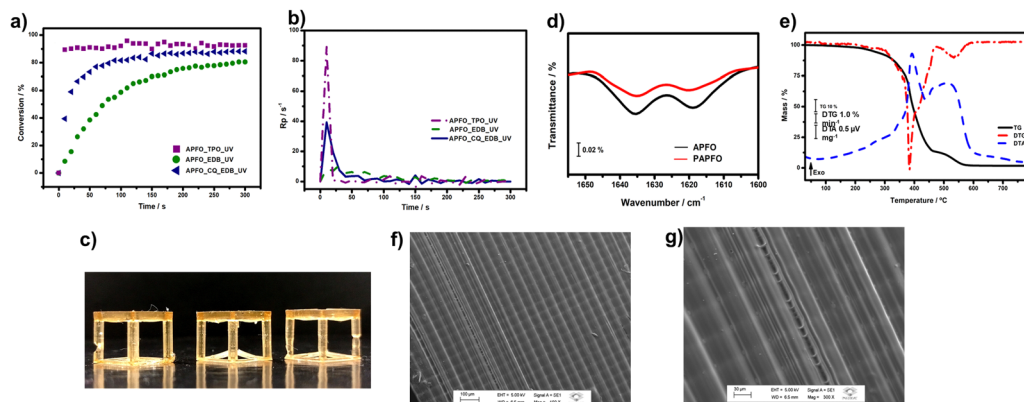 a)
100
80
60
40
20
0
Conversion / %
APFO_TPO_UV
APFO_EDB_UV
APFO_CQ_EDB_UV
0 50 100 150 200 250 300
Time / s
b)
100
80
60
40
20
0
Rp / s-1
APFO_TPO_UV
APFO_EDB_UV
APFO_CQ_EDB_UV
0 50 100 150 200 250 300
Time / s
d)
Transmittance / %
0.02 %
APFO
PAPFO
1650 1640 1630 1620 1610 1600
Wavenumber / cm-1
e)
100
75
50
25
0
Mass / %
TG 10 %
DTG 1.0 %
min-1
DTA 0.5 µV
mg-1
Exo
TG
DTG
DTA
100 200 300 400 500 600 700
Temperature / ºC
c)
f)
100 µm
EHT = 5.00 kV
Signal A = SE1
g)
30 µm
EHT = 5.00 kV
WD = 6.5 mm
Signal A = SE1
Mag = 300 X